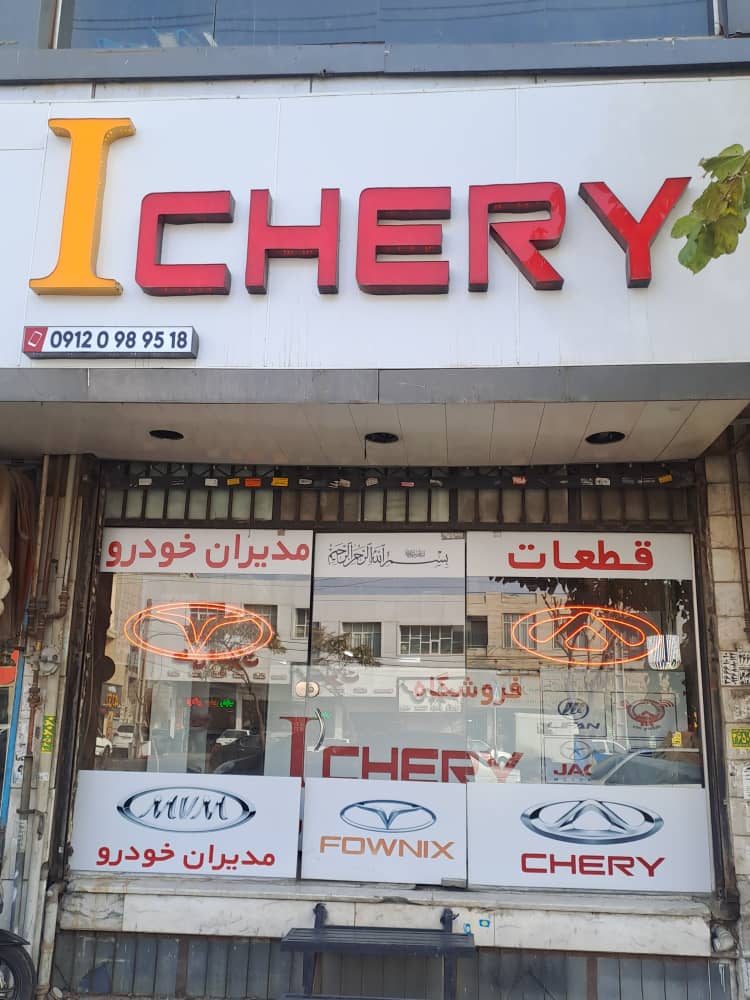 I CHERY
0912 0 98 95 18
قطعات
بسم الله الرحمن الرحیم
مدیران خودرو
فروشگاه
I CHERY
LIFAN
JAC
MVM
مدیران خودرو
FOWNIX
CHERY